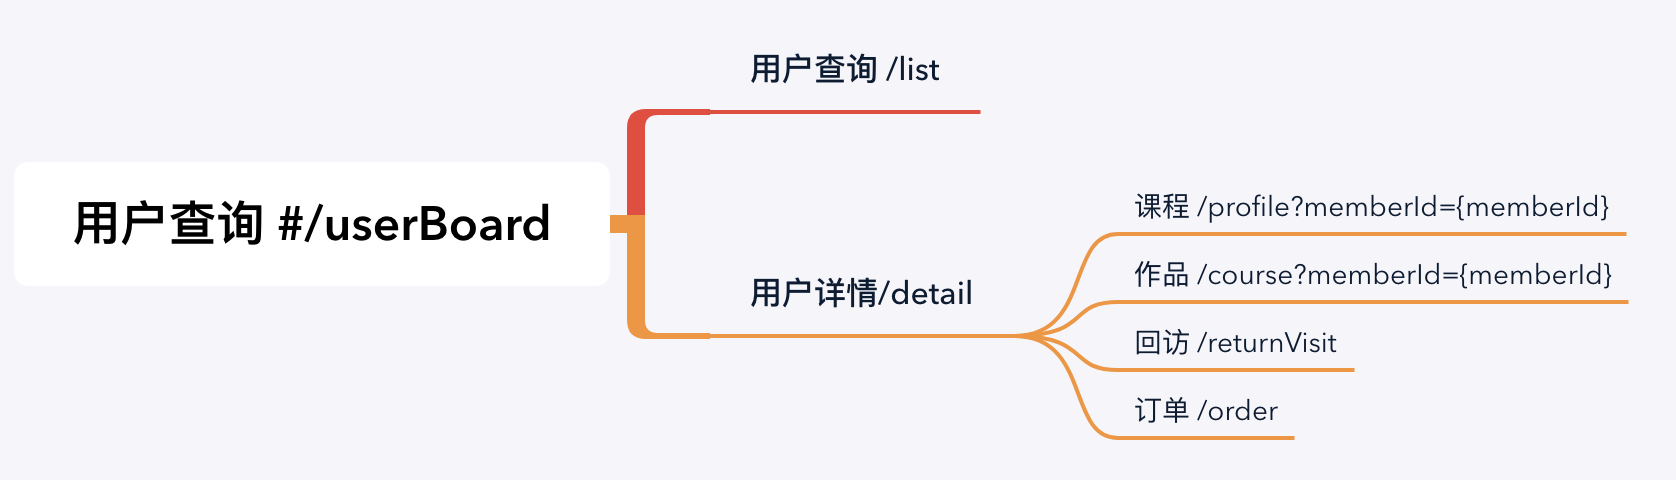 用户查询 #/userBoard
用户查询 /list
用户详情/detail
课程 /profile?memberId={memberId}
作品 /course?memberId={memberId}
回访 /returnVisit
订单 /order